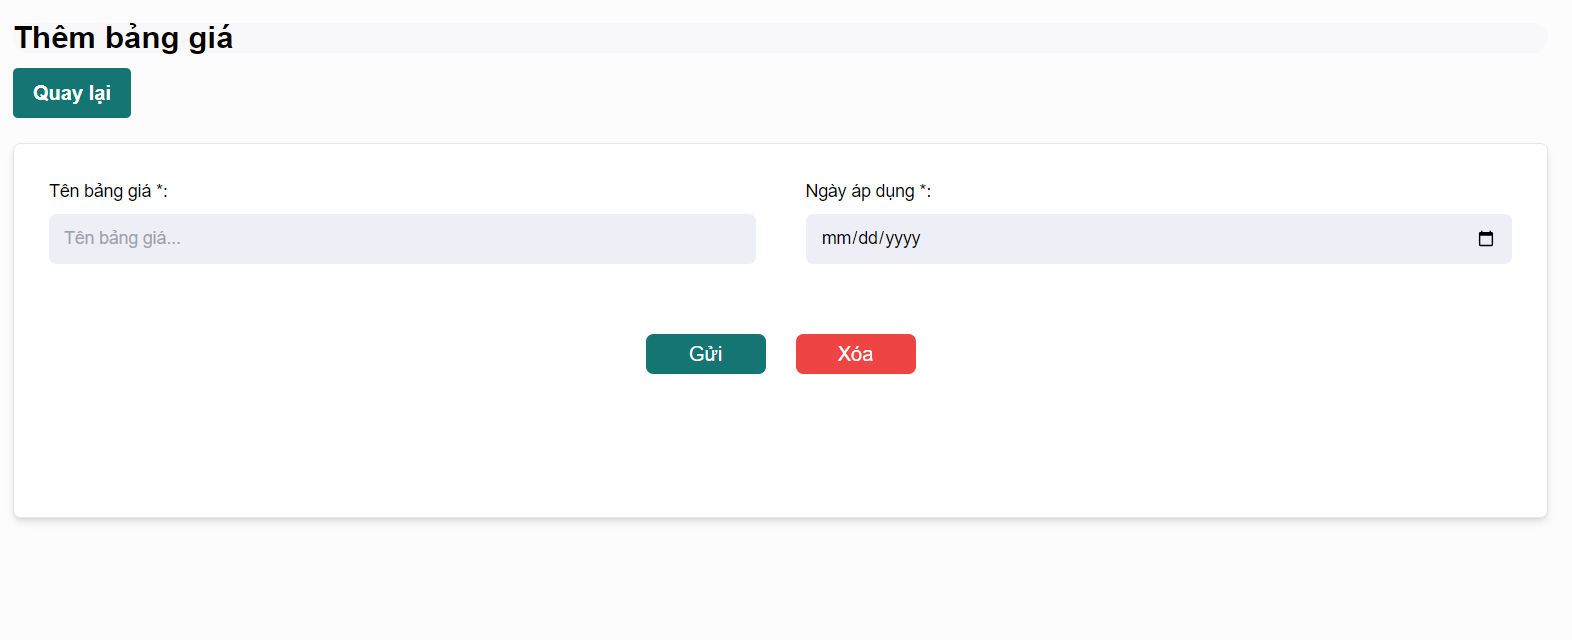 Thêm bảng giá
Quay lại
Tên bảng giá *:
Ngày áp dụng *:
Tên bảng giá...
mm/dd/yyyy
Gửi
Xóa